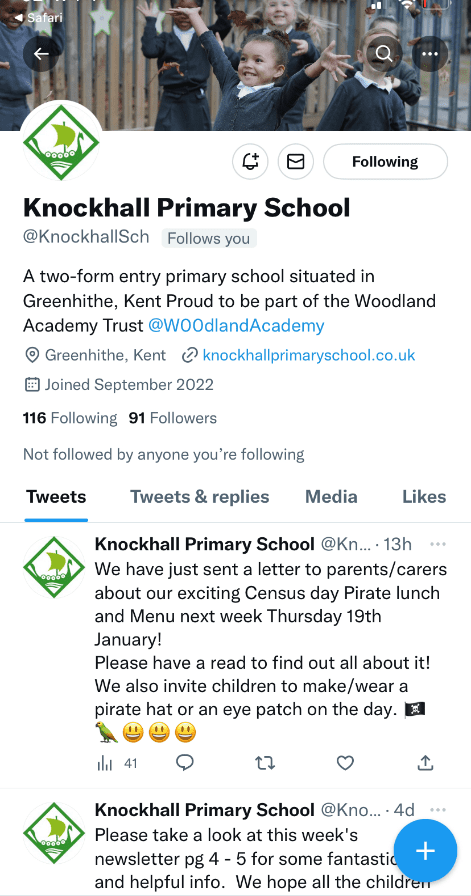 Safari
Following
Knockhall Primary School
@KnockhallSch Follows you
A two-form entry primary school situated in
Greenhithe, Kent Proud to be part of the Woodland
Academy Trust @WOOdlandAcademy
Greenhithe, Kent knockhallprimaryschool.co.uk
Joined September 2022
116 Following 91 Followers
Not followed by anyone you’re following
Tweets Tweets & replies Media Likes
Knockhall Primary School @Kn... · 13h
We have just sent a letter to parents/carers
about our exciting Census day Pirate lunch
and Menu next week Thursday 19th
January!
Please have a read to find out all about it!
We also invite children to make/wear a
pirate hat or an eye patch on the day. 🏴‍☠️
🦜😃😃😃
41
Knockhall Primary School @Kno... · 4d
Please take a look at this week's
newsletter pg 4 - 5 for some fantastic
and helpful info. We hope all the children